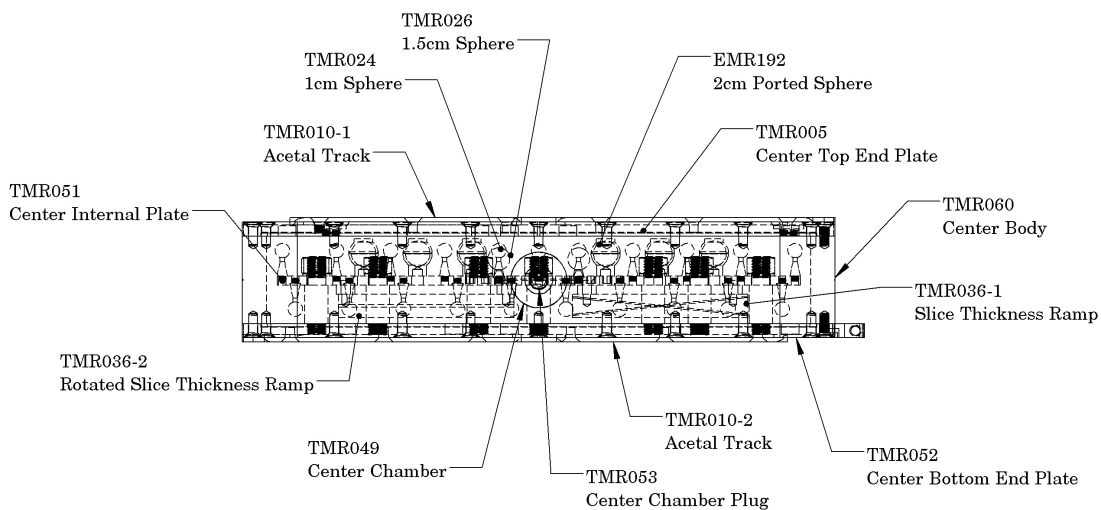 TMR026
1.5cm Sphere
TMR024
1cm Sphere
EMR192
2cm Ported Sphere
TMR010-1
Acetal Track
TMR005
Center Top End Plate
TMR051
Center Internal Plate
TMR060
Center Body
TMR036-1
Slice Thickness Ramp
TMR036-2
Rotated Slice Thickness Ramp
TMR010-2
Acetal Track
TMR049
Center Chamber
TMR052
Center Bottom End Plate
TMR053
Center Chamber Plug